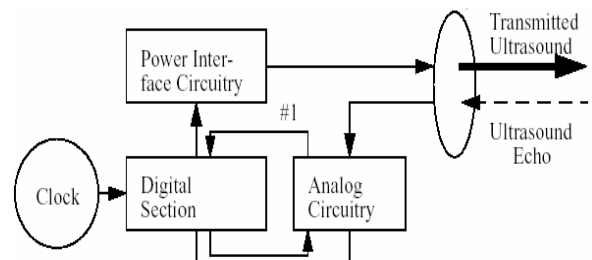 Transmitted
Ultrasound
Power Inter-
face Circuitry
#1
Ultrasound
Echo
Clock
Digital
Section
Analog
Circuitry